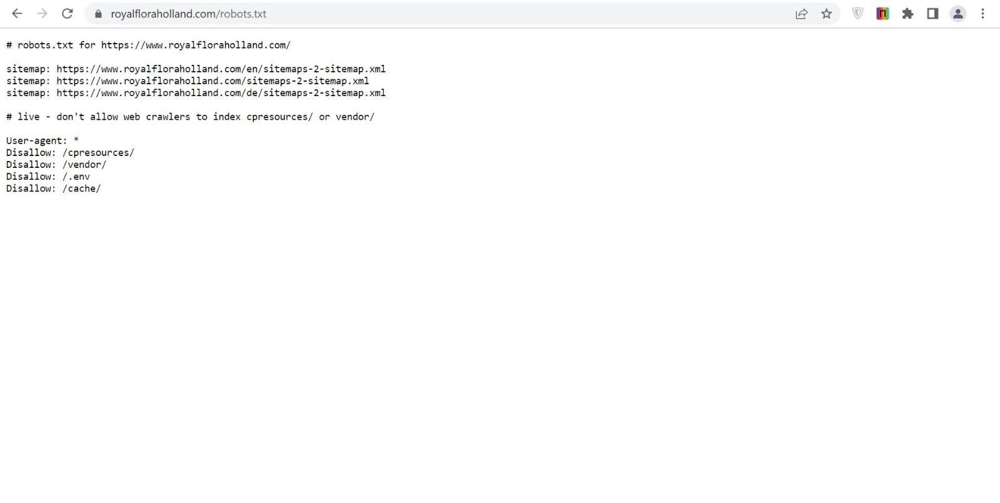 royalfloraholland.com/robots.txt
# robots.txt for https://www.royalfloraholland.com/
sitemap: https://www.royalfloraholland.com/en/sitemaps-2-sitemap.xml
sitemap: https://www.royalfloraholland.com/sitemaps-2-sitemap.xml
sitemap: https://www.royalfloraholland.com/de/sitemaps-2-sitemap.xml
# live - don't allow web crawlers to index cpresources/ or vendor/
User-agent: *
Disallow: /cpresources/
Disallow: /vendor/
Disallow: /.env
Disallow: /cache/